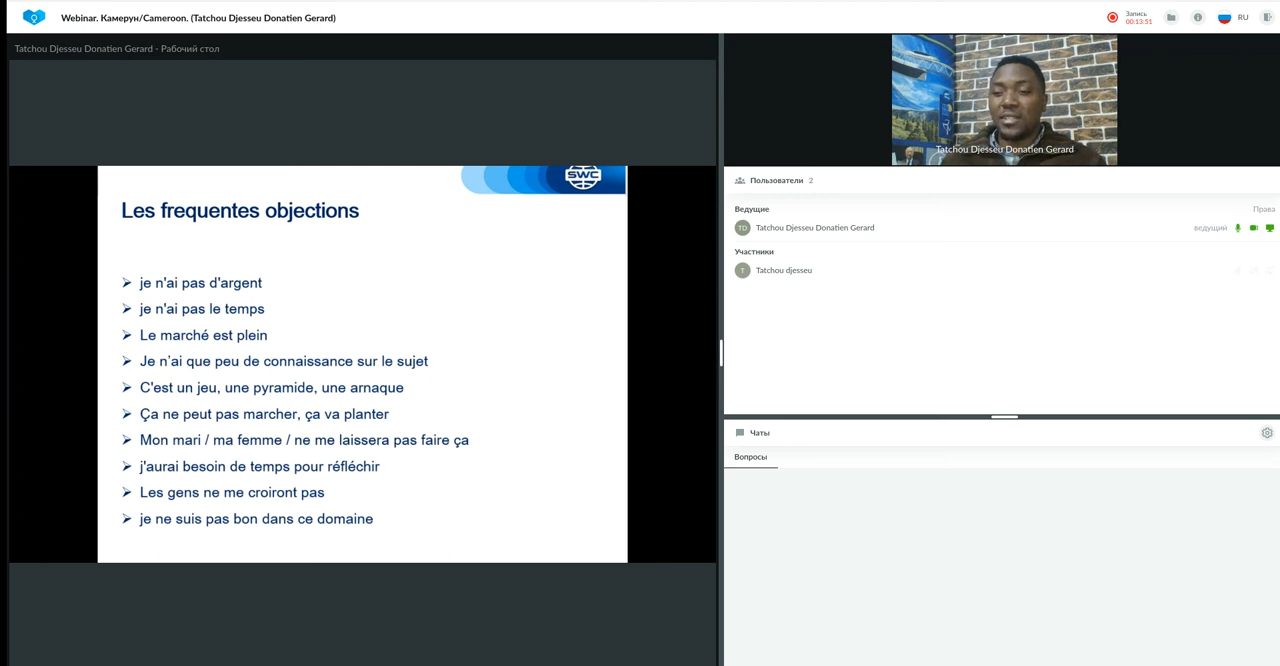 Webinar. Камерун/Cameroon. (Tatchou Djesseu Donatien Gerard)
Запись
00:13:51
RU
Tatchou Djesseu Donatien Gerard - Рабочий стол
SWC
Les frequentes objections
je n'ai pas d'argent
je n'ai pas le temps
Le marché est plein
Je n'ai que peu de connaissance sur le sujet
C'est un jeu, une pyramide, une arnaque
Ça ne peut pas marcher, ça va planter
Mon mari / ma femme / ne me laissera pas faire ça
j'aurai besoin de temps pour réfléchir
Les gens ne me croiront pas
je ne suis pas bon dans ce domaine
Tatchou Djesseu Donatien Gerard
Пользователи 2
Ведущие Права
TD Tatchou Djesseu Donatien Gerard ведущий
Участники
T Tatchou djesseu
Чаты
Вопросы